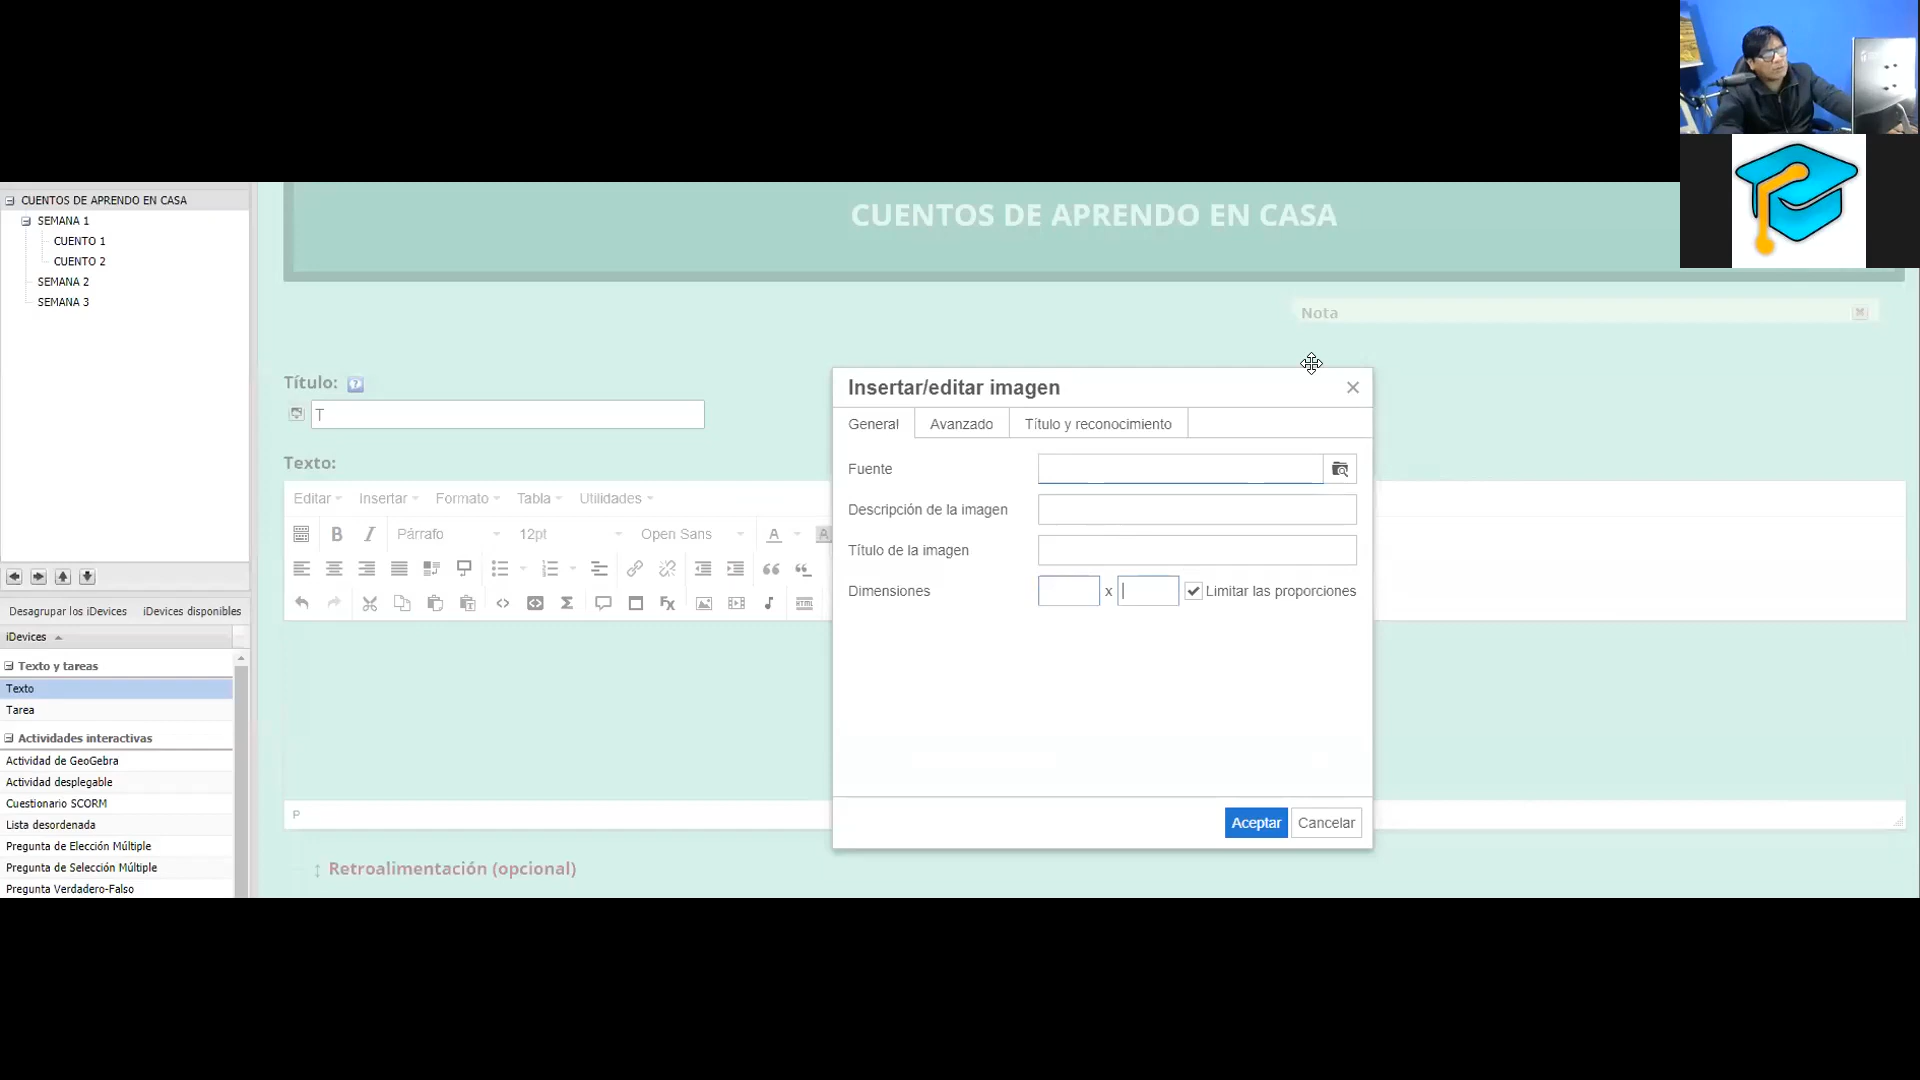 CUENTOS DE APRENDO EN CASA
SEMANA 1
CUENTO 1
CUENTO 2
SEMANA 2
SEMANA 3
Desagrupar los iDevices
iDevices disponibles
iDevices
Texto y tareas
Texto
Tarea
Actividades interactivas
Actividad de GeoGebra
Actividad desplegable
Cuestionario SCORM
Lista desordenada
Pregunta de Elección Múltiple
Pregunta de Selección Múltiple
Pregunta Verdadero-Falso
CUENTOS DE APRENDO EN CASA
Nota
Título: ?
T
Texto:
Editar Insertar Formato Tabla Utilidades
B I Párrafo 12pt Open Sans A A
Fx HTML
P
Retroalimentación (opcional)
Insertar/editar imagen
General Avanzado Título y reconocimiento
Fuente
Descripción de la imagen
Título de la imagen
Dimensiones x Limitar las proporciones
Aceptar Cancelar